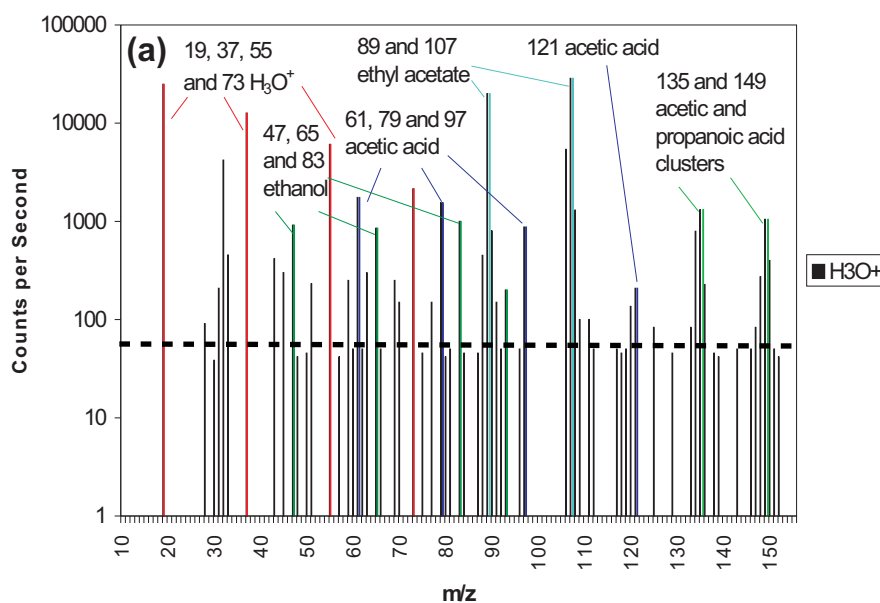 (a)
19, 37, 55
and 73 H₃O⁺
47, 65
and 83
ethanol
61, 79 and 97
acetic acid
89 and 107
ethyl acetate
121 acetic acid
135 and 149
acetic and
propanoic acid
clusters
Counts per Second
100000
10000
1000
100
10
1
10 20 30 40 50 60 70 80 90 100 110 120 130 140 150
m/z
H3O+